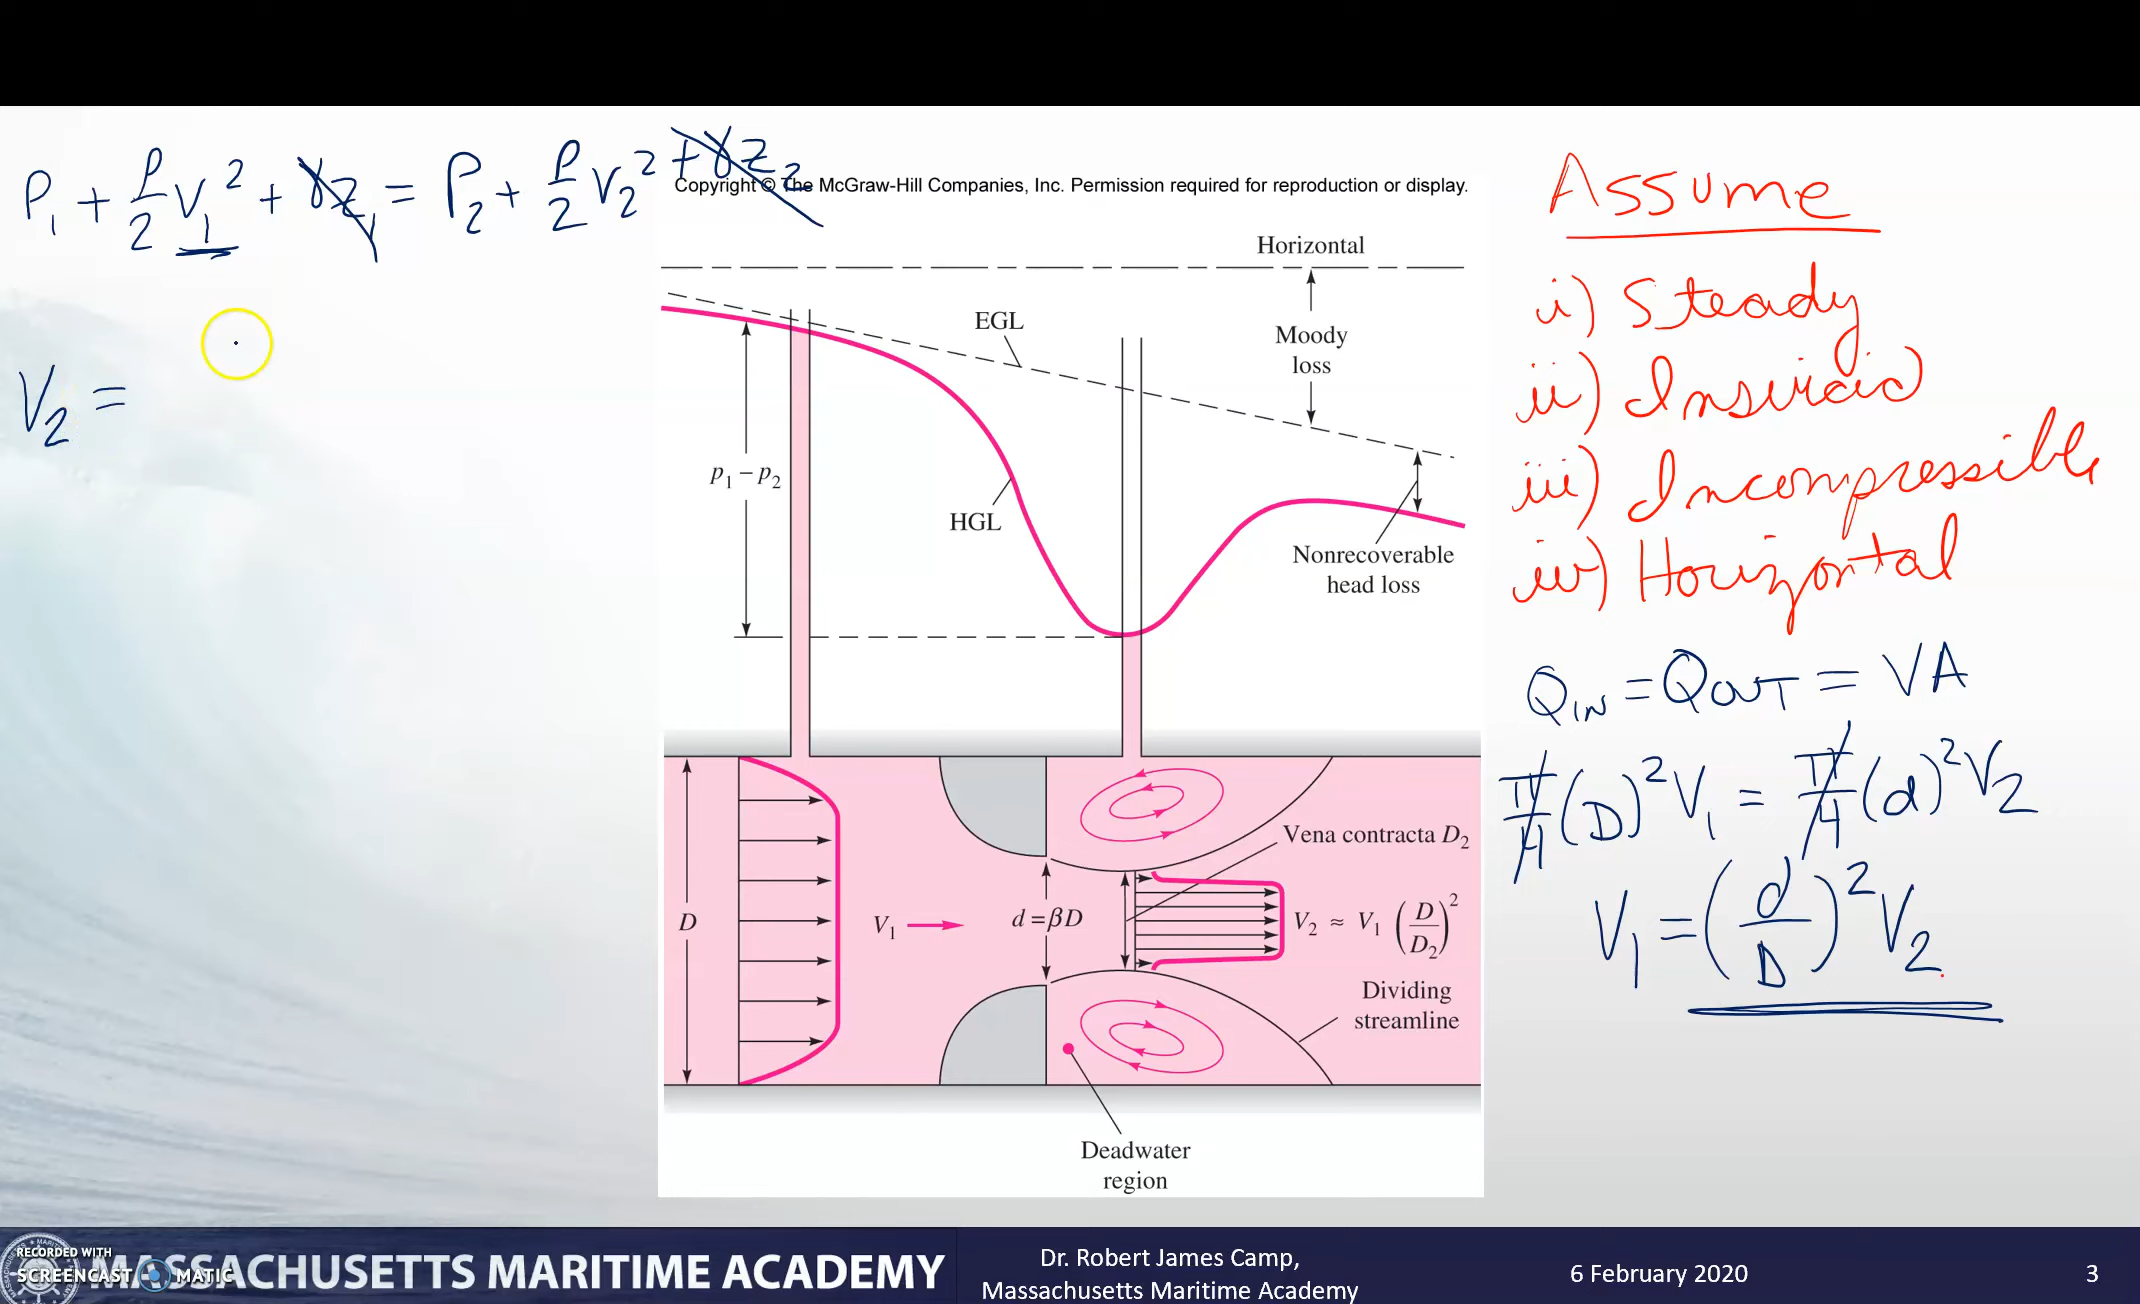 P₁ + ρ/2 V₁² + γz₁ = P₂ + ρ/2 V₂² + γz₂
V₂ =
Copyright © The McGraw-Hill Companies, Inc. Permission required for reproduction or display.
Horizontal
EGL
Moody
loss
p₁ – p₂
HGL
Nonrecoverable
head loss
Vena contracta D₂
D
V₁
d = βD
V₂ ≈ V₁ (D/D₂)²
Dividing
streamline
Deadwater
region
Assume
i) Steady
ii) Insvicid
iii) Incompressible
iv) Horizontal
Q_IN = Q_OUT = VA
π/4 (D)² V₁ = π/4 (d)² V₂
V₁ = (d/D)² V₂
RECORDED WITH
SCREENCAST MATIC
MASSACHUSETTS MARITIME ACADEMY
Dr. Robert James Camp,
Massachusetts Maritime Academy
6 February 2020
3